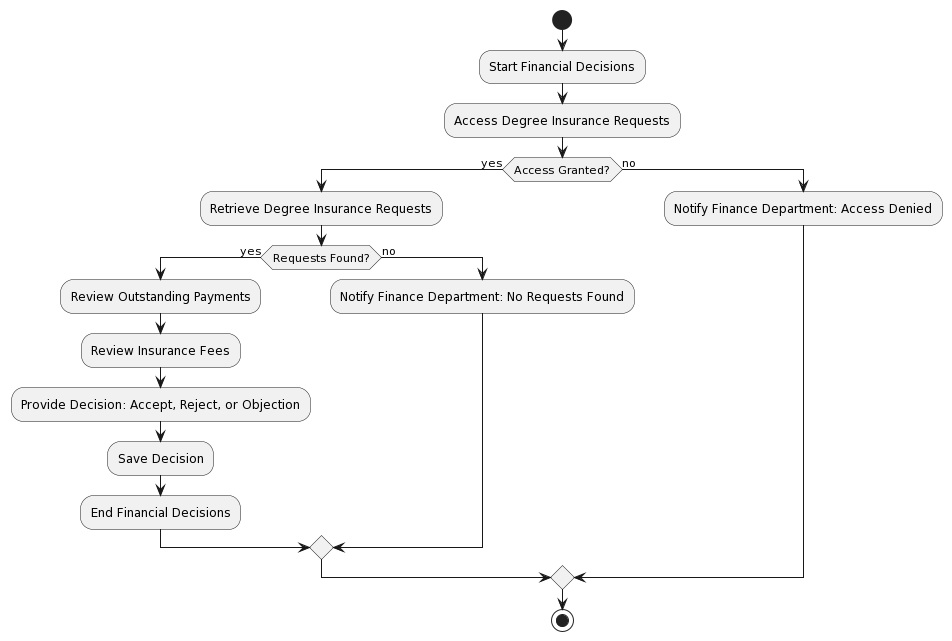 Start Financial Decisions
Access Degree Insurance Requests
yes
Access Granted?
no
Retrieve Degree Insurance Requests
Notify Finance Department: Access Denied
yes
Requests Found?
no
Review Outstanding Payments
Notify Finance Department: No Requests Found
Review Insurance Fees
Provide Decision: Accept, Reject, or Objection
Save Decision
End Financial Decisions